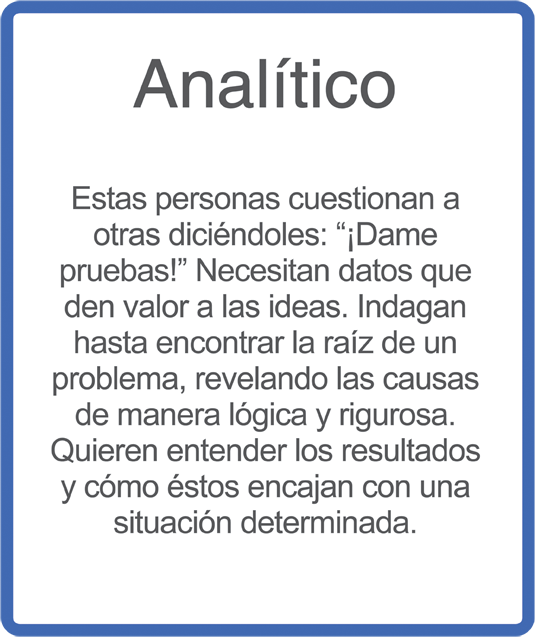 Analítico
Estas personas cuestionan a
otras diciéndoles: “¡Dame
pruebas!” Necesitan datos que
den valor a las ideas. Indagan
hasta encontrar la raíz de un
problema, revelando las causas
de manera lógica y rigurosa.
Quieren entender los resultados
y cómo éstos encajan con una
situación determinada.